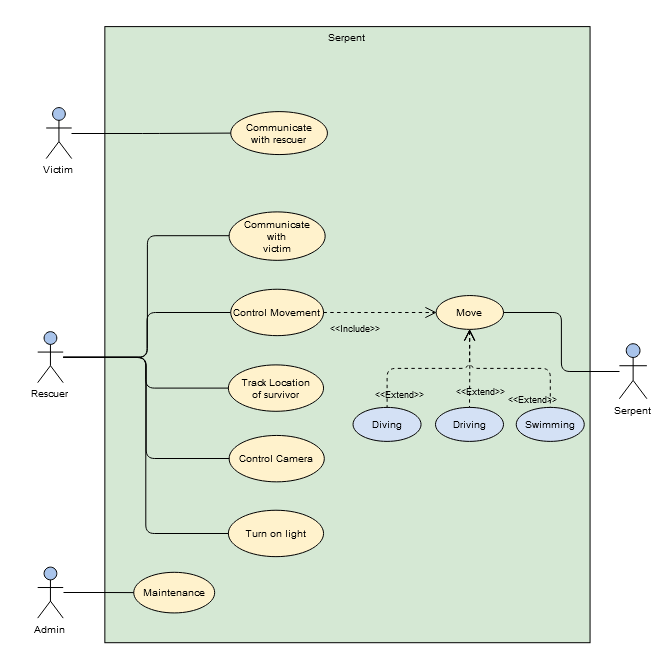 Serpent
Communicate
with rescuer
Victim
Communicate
with
victim
Control Movement
<<Include>>
Move
Rescuer
Track Location
of survivor
<<Extend>>
<<Extend>>
<<Extend>>
Serpent
Diving
Driving
Swimming
Control Camera
Turn on light
Maintenance
Admin